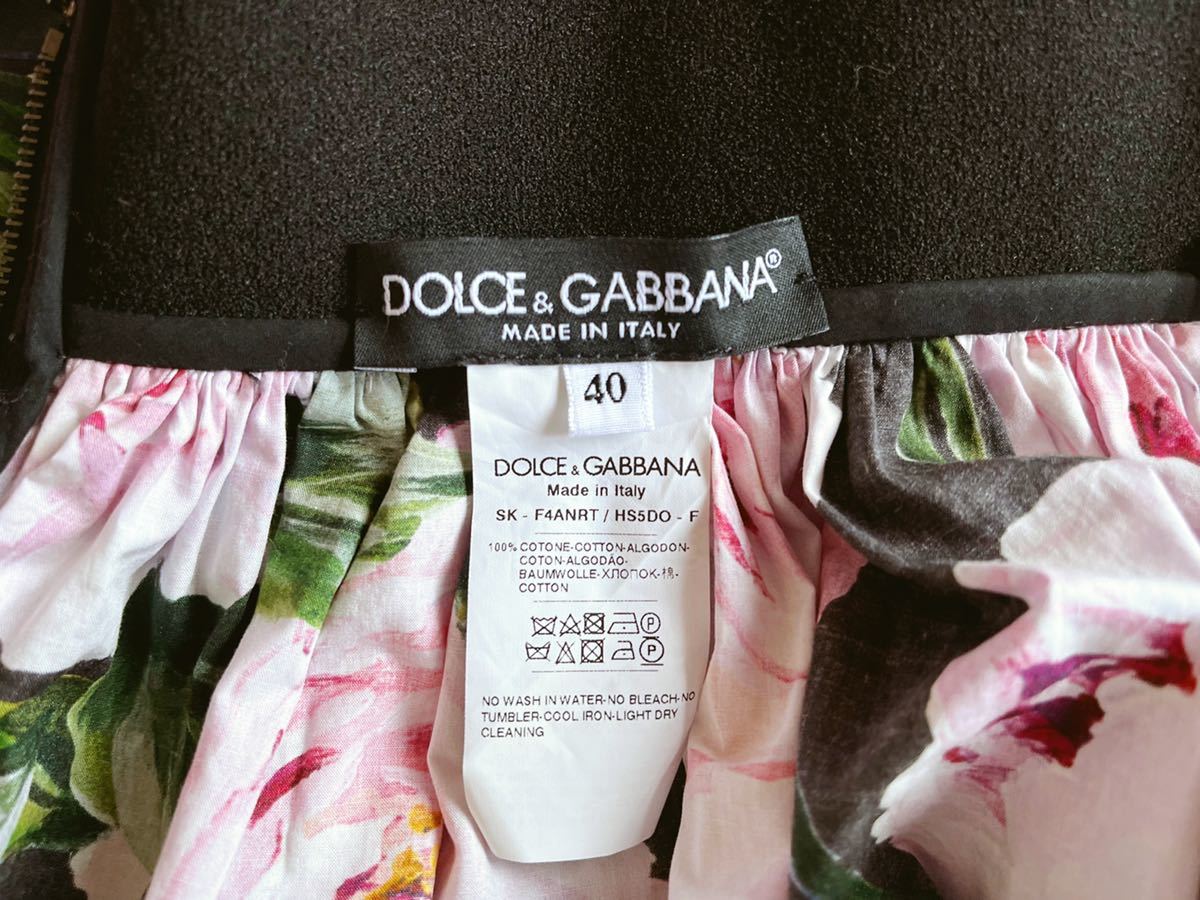 DOLCE & GABBANA®
MADE IN ITALY
40
DOLCE & GABBANA
Made in Italy
SK - F4ANRT / HS5DO - F
100% COTONE-COTTON-ALGODON-
COTON-ALGODÃO-
BAUMWOLLE-ХЛОПОК-棉-
COTTON
P
P
NO WASH IN WATER-NO BLEACH-NO
TUMBLER-COOL IRON-LIGHT DRY
CLEANING